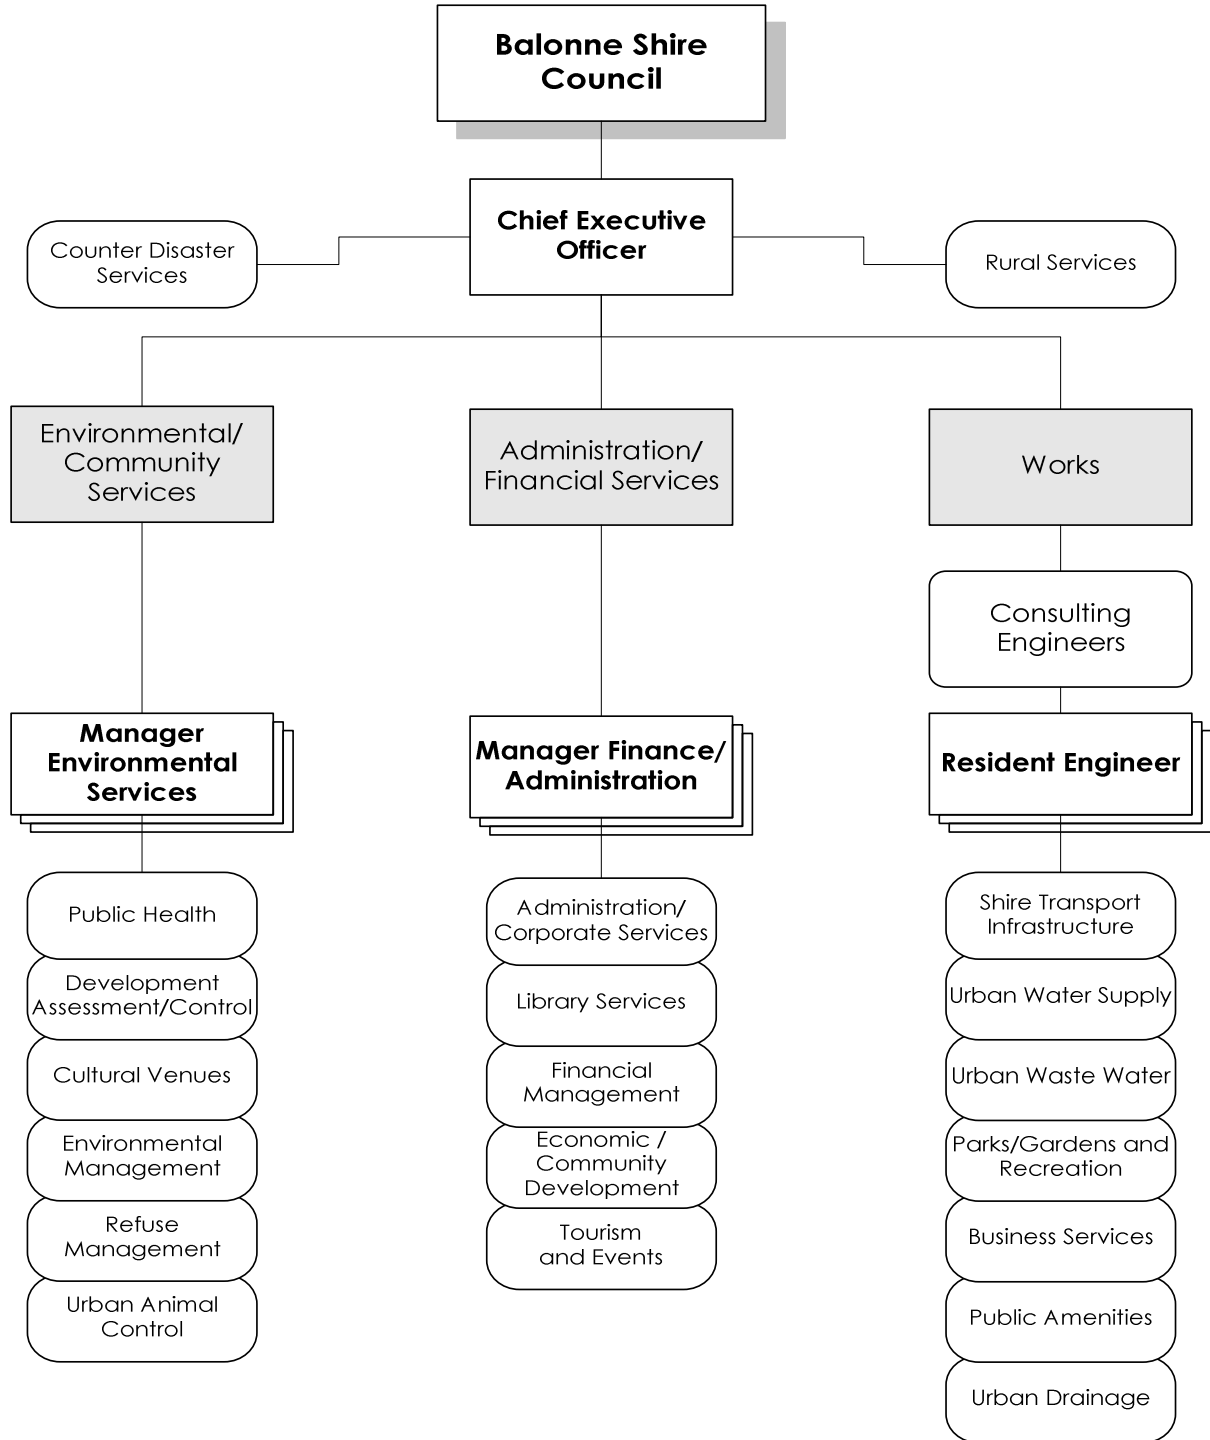 Balonne Shire
Council
Chief Executive
Officer
Counter Disaster
Services
Rural Services
Environmental/
Community
Services
Administration/
Financial Services
Works
Consulting
Engineers
Manager
Environmental
Services
Manager Finance/
Administration
Resident Engineer
Public Health
Development
Assessment/Control
Cultural Venues
Environmental
Management
Refuse
Management
Urban Animal
Control
Administration/
Corporate Services
Library Services
Financial
Management
Economic /
Community
Development
Tourism
and Events
Shire Transport
Infrastructure
Urban Water Supply
Urban Waste Water
Parks/Gardens and
Recreation
Business Services
Public Amenities
Urban Drainage